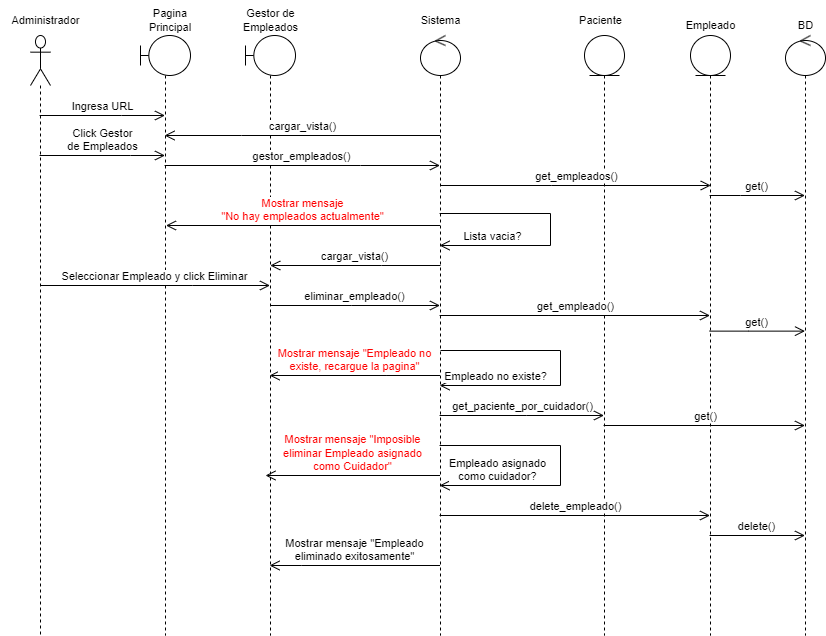 Administrador
Pagina
Principal
Gestor de
Empleados
Sistema
Paciente
Empleado
BD
Ingresa URL
cargar_vista()
Click Gestor
de Empleados
gestor_empleados()
get_empleados()
get()
Mostrar mensaje
"No hay empleados actualmente"
Lista vacia?
cargar_vista()
Seleccionar Empleado y click Eliminar
eliminar_empleado()
get_empleado()
get()
Mostrar mensaje "Empleado no
existe, recargue la pagina"
Empleado no existe?
get_paciente_por_cuidador()
get()
Mostrar mensaje "Imposible
eliminar Empleado asignado
como Cuidador"
Empleado asignado
como cuidador?
delete_empleado()
delete()
Mostrar mensaje "Empleado
eliminado exitosamente"